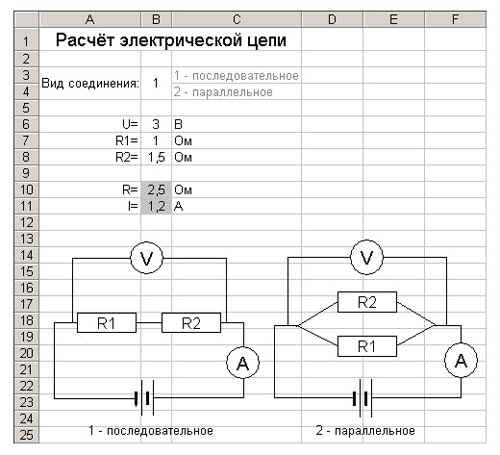 A B C D E F
1 Расчёт электрической цепи
2
3 Вид соединения: 1 1 - последовательное
4 2 - параллельное
5
6 U= 3 В
7 R1= 1 Ом
8 R2= 1,5 Ом
9
10 R= 2,5 Ом
11 I= 1,2 А
12
13
14 V V
15
16
17 R2
18 R1 R2
19 R1
20
21 A A
22
23
24
25 1 - последовательное 2 - параллельное